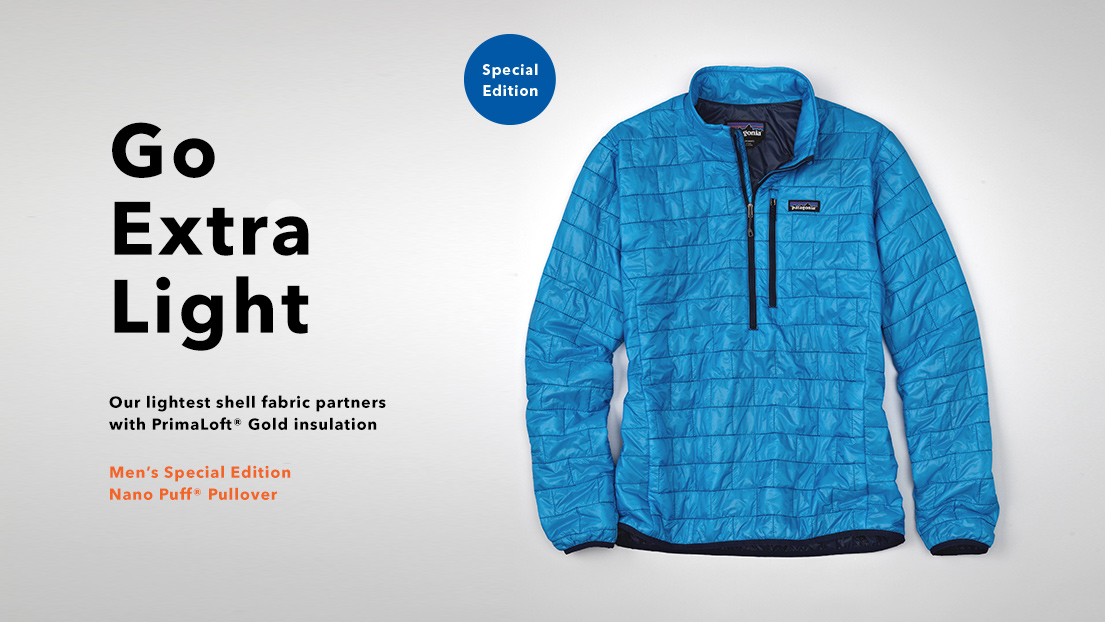 Special
Edition
Go
Extra
Light
patagonia
Our lightest shell fabric partners
with PrimaLoft® Gold insulation
Men's Special Edition
Nano Puff® Pullover